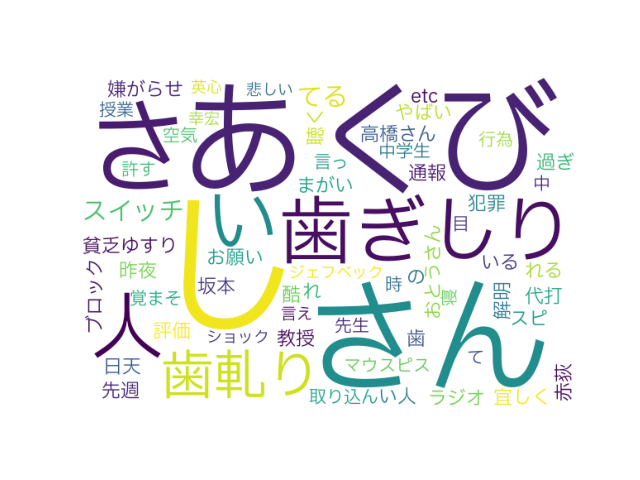 嫌がらせ
英心
悲しい
てる
etc
授業
幸宏
空気
やばい
高橋さん
行為
中学生
さ
あくび
許す
言っ
通報
過ぎ
まがい
中
スイッチ
い
歯ぎしり
犯罪
目
貧乏ゆすり
お願い
おとうさん
いる
れる
昨夜
ジェフベック
し
さん
ブロック
覚まそ
坂本
酷
れ
時
の
寝
解明
代打
スピ
人
言え
評価
ショック
教授
先生
歯
て
日天
歯軋り
マウスピス
赤荻
先週
取り込ん
い人
ラジオ
宜しく